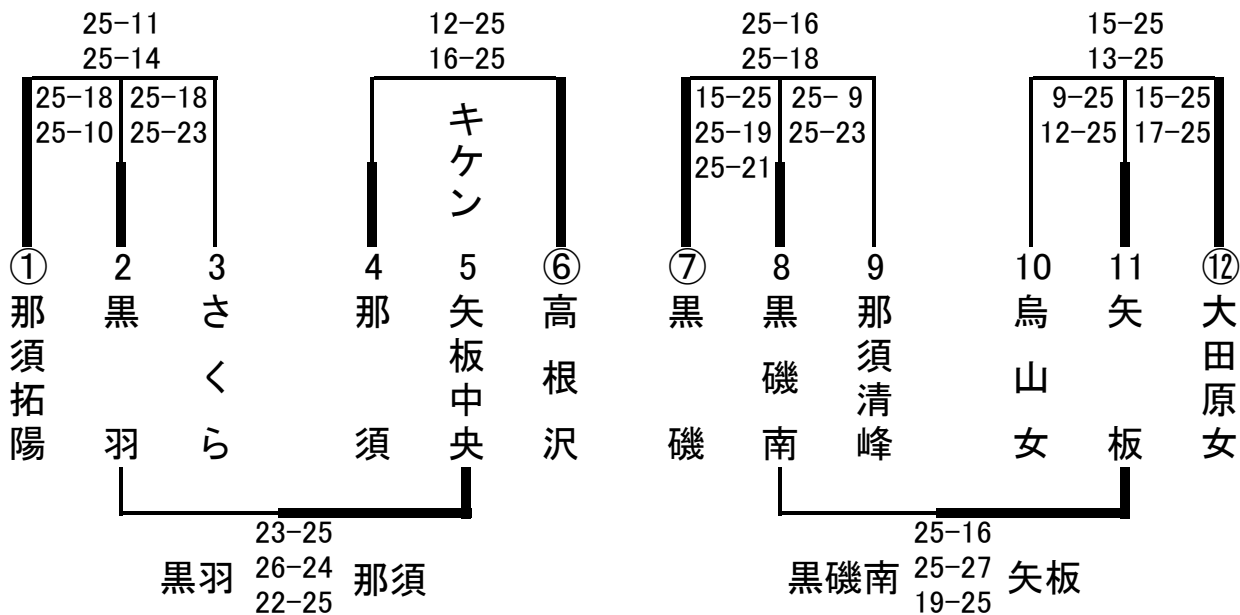 25-11 12-25 25-16 15-25
25-14 16-25 25-18 13-25
25-18 25-18 キケン 15-25 25- 9 9-25 15-25
25-10 25-23 25-19 25-23 12-25 17-25
25-21
① 2 3 4 5 ⑥ ⑦ 8 9 10 11 ⑫
那須拓陽
黒羽
さくら
那須
矢板中央
高根沢
黒磯
黒磯南
那須清峰
烏山女
矢板
大田原女
23-25 25-16
黒羽 26-24 那須 黒磯南 25-27 矢板
22-25 19-25